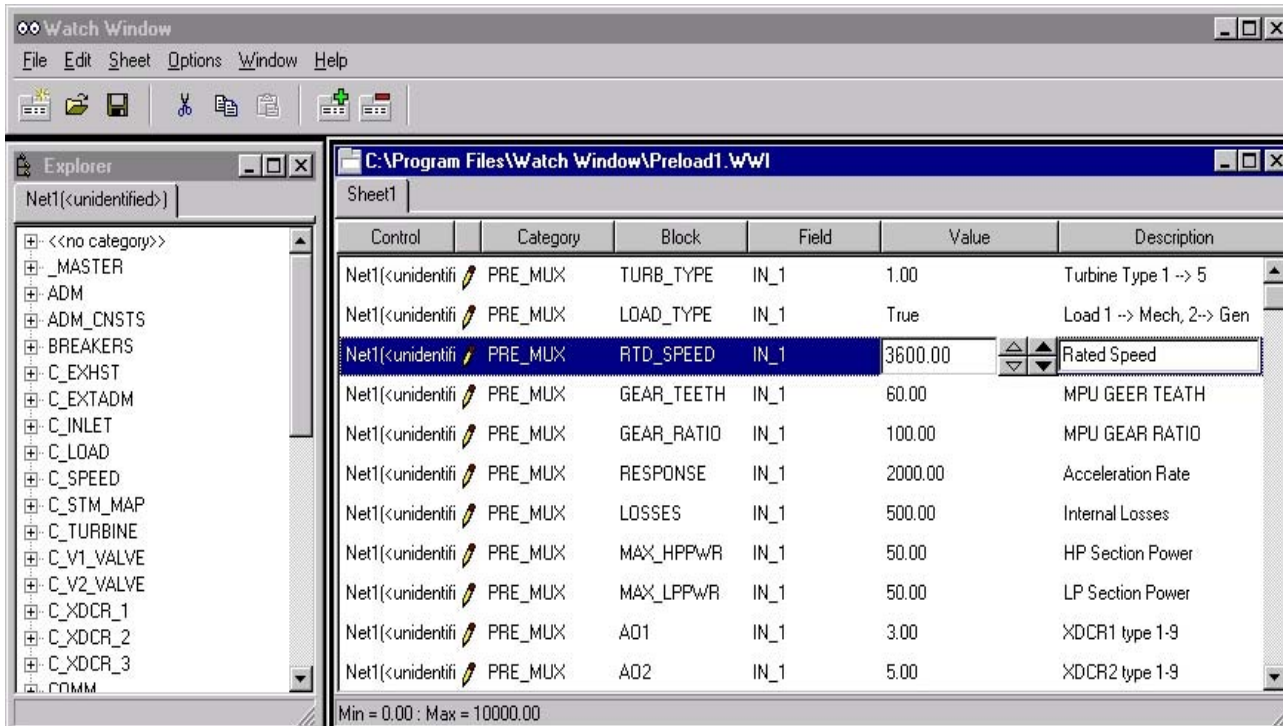 Watch Window
File Edit Sheet Options Window Help
Explorer
Net1(<unidentified>)
<<no category>>
_MASTER
ADM
ADM_CNSTS
BREAKERS
C_EXHST
C_EXTADM
C_INLET
C_LOAD
C_SPEED
C_STM_MAP
C_TURBINE
C_V1_VALVE
C_V2_VALVE
C_XDCR_1
C_XDCR_2
C_XDCR_3
COMM
C:\Program Files\Watch Window\Preload1.WWI
Sheet1
Control Category Block Field Value Description
Net1(<unidentifi PRE_MUX TURB_TYPE IN_1 1.00 Turbine Type 1 --> 5
Net1(<unidentifi PRE_MUX LOAD_TYPE IN_1 True Load 1 --> Mech, 2--> Gen
Net1(<unidentifi PRE_MUX RTD_SPEED IN_1 3600.00 Rated Speed
Net1(<unidentifi PRE_MUX GEAR_TEETH IN_1 60.00 MPU GEER TEATH
Net1(<unidentifi PRE_MUX GEAR_RATIO IN_1 100.00 MPU GEAR RATIO
Net1(<unidentifi PRE_MUX RESPONSE IN_1 2000.00 Acceleration Rate
Net1(<unidentifi PRE_MUX LOSSES IN_1 500.00 Internal Losses
Net1(<unidentifi PRE_MUX MAX_HPPWR IN_1 50.00 HP Section Power
Net1(<unidentifi PRE_MUX MAX_LPPWR IN_1 50.00 LP Section Power
Net1(<unidentifi PRE_MUX AO1 IN_1 3.00 XDCR1 type 1-9
Net1(<unidentifi PRE_MUX AO2 IN_1 5.00 XDCR2 type 1-9
Min = 0.00 : Max = 10000.00